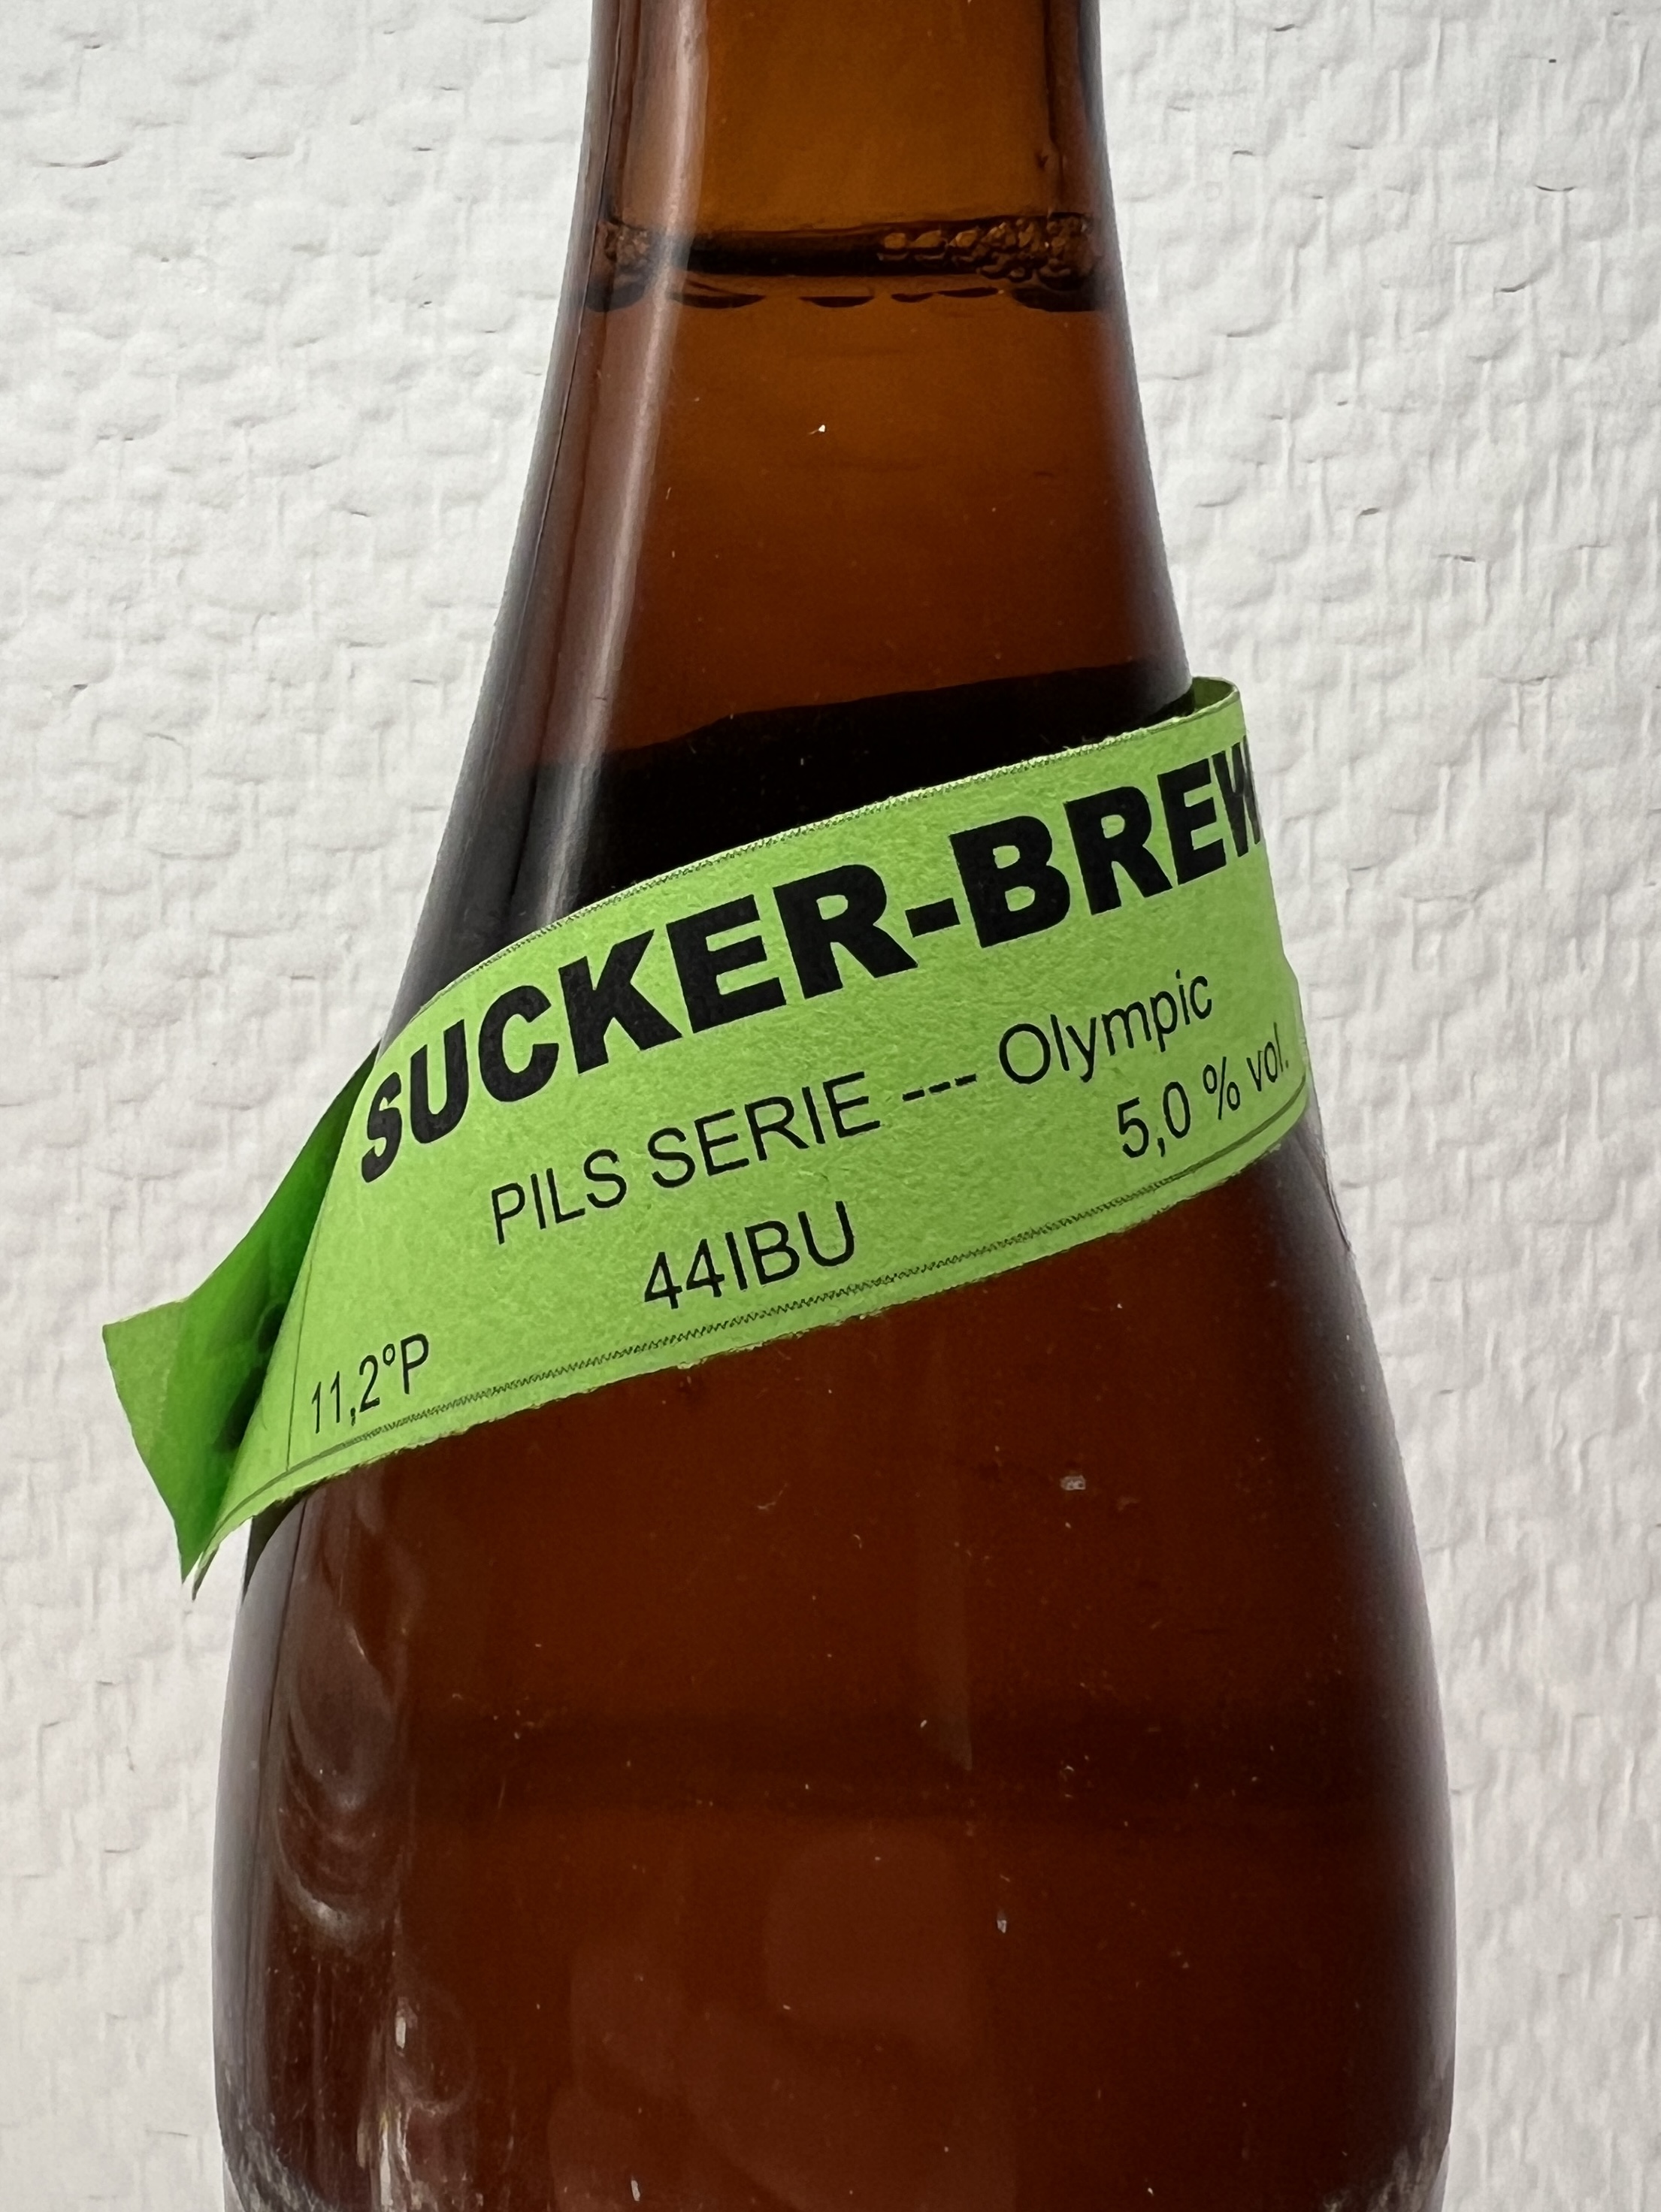 SUCKER-BREW
PILS SERIE --- Olympic
44IBU
11,2°P
5,0 % vol.